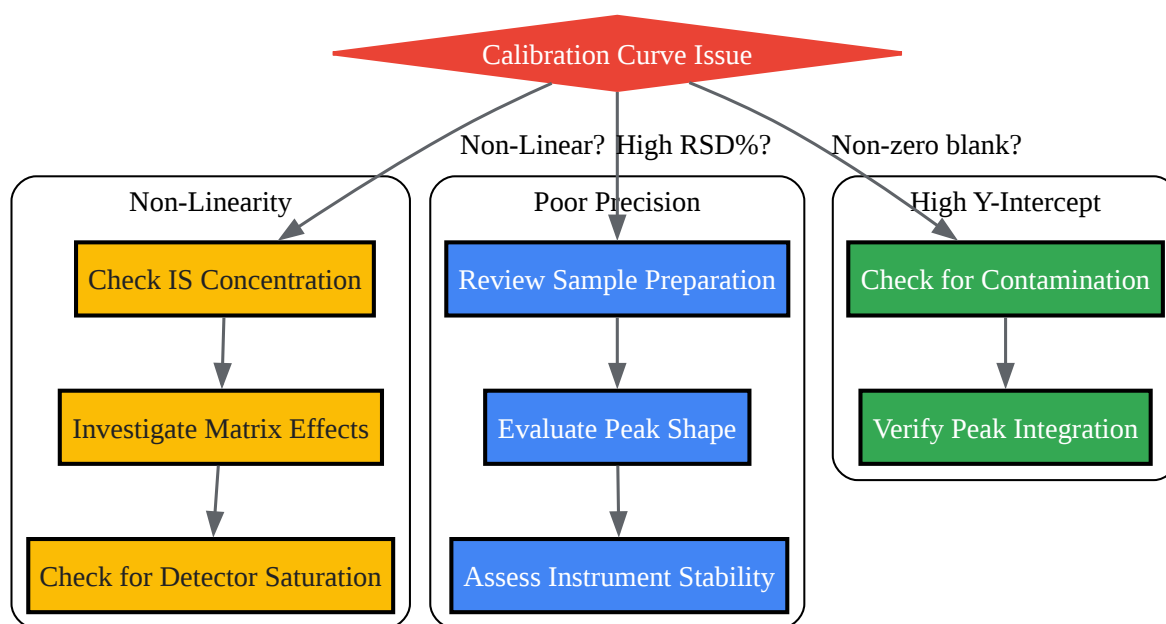 Calibration Curve Issue
Non-Linear?
High RSD%?
Non-zero blank?
Non-Linearity
Check IS Concentration
Investigate Matrix Effects
Check for Detector Saturation
Poor Precision
Review Sample Preparation
Evaluate Peak Shape
Assess Instrument Stability
High Y-Intercept
Check for Contamination
Verify Peak Integration